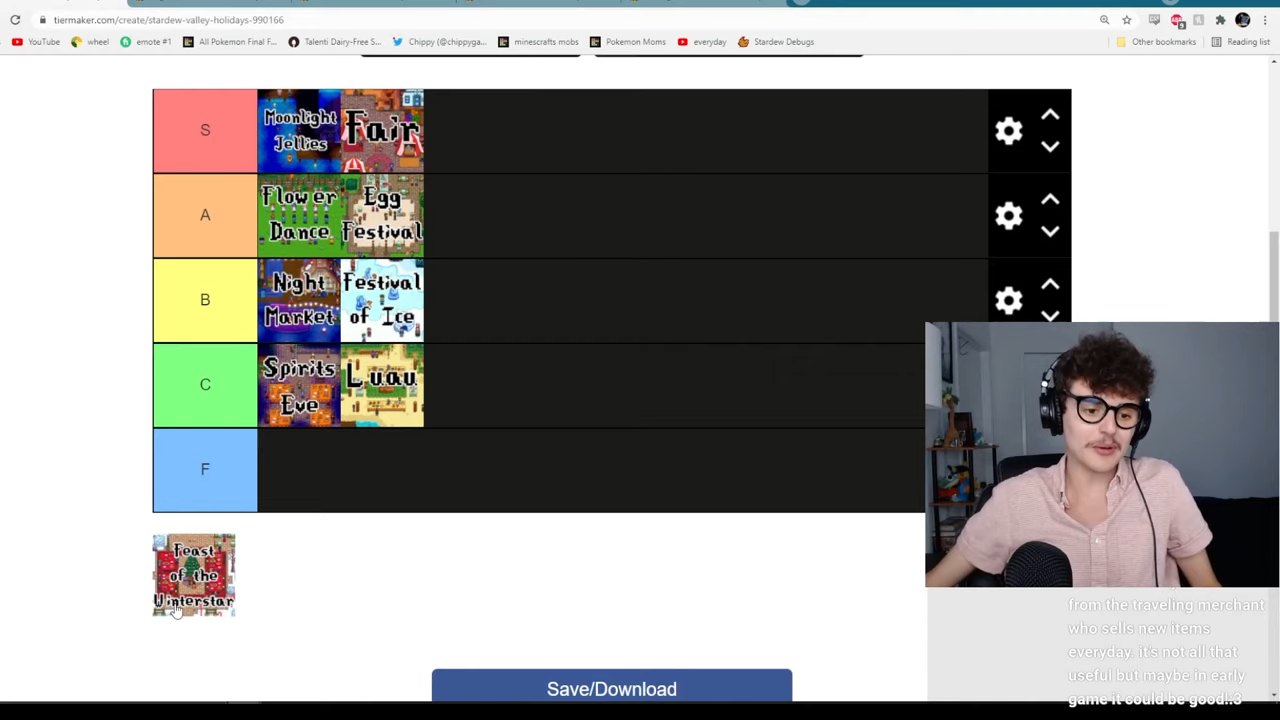 tiermaker.com/create/stardew-valley-holidays-990166
YouTube wheel emote #1 All Pokemon Final F... Talenti Dairy-Free S... Chippy (chippyga... minescrafts mobs Pokemon Moms everyday Stardew Debugs Other bookmarks Reading list
S
Moonlight
Jellies
Fair
A
Flower
Dance
Egg
Festival
B
Night
Market
Festival
of Ice
C
Spirits
Eve
Luau
F
Feast
of the
Winterstar
Save/Download
from the traveling merchant
who sells new items
everyday. it's not all that
useful but maybe in early
game it could be good!:3